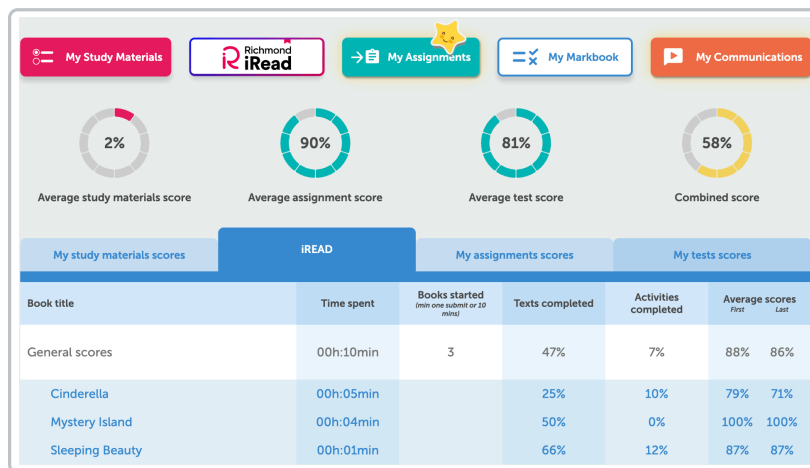 My Study Materials
Richmond
iRead
My Assignments
My Markbook
My Communications
2%
90%
81%
58%
Average study materials score
Average assignment score
Average test score
Combined score
My study materials scores
iREAD
My assignments scores
My tests scores
Book title
Time spent
Books started
(min one submit or 10
mins)
Texts completed
Activities
completed
Average scores
First Last
General scores 00h:10min 3 47% 7% 88% 86%
Cinderella 00h:05min 25% 10% 79% 71%
Mystery Island 00h:04min 50% 0% 100% 100%
Sleeping Beauty 00h:01min 66% 12% 87% 87%